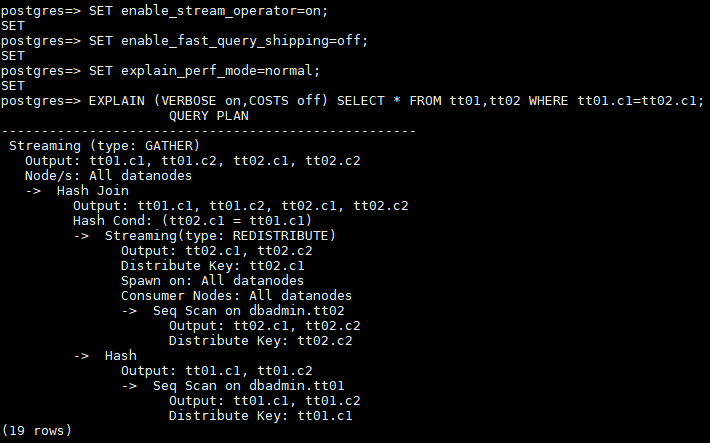 postgres=> SET enable_stream_operator=on;
SET
postgres=> SET enable_fast_query_shipping=off;
SET
postgres=> SET explain_perf_mode=normal;
SET
postgres=> EXPLAIN (VERBOSE on,COSTS off) SELECT * FROM tt01,tt02 WHERE tt01.c1=tt02.c1;
                     QUERY PLAN
----------------------------------------------------
 Streaming (type: GATHER)
   Output: tt01.c1, tt01.c2, tt02.c1, tt02.c2
   Node/s: All datanodes
   ->  Hash Join
         Output: tt01.c1, tt01.c2, tt02.c1, tt02.c2
         Hash Cond: (tt02.c1 = tt01.c1)
         ->  Streaming(type: REDISTRIBUTE)
               Output: tt02.c1, tt02.c2
               Distribute Key: tt02.c1
               Spawn on: All datanodes
               Consumer Nodes: All datanodes
               ->  Seq Scan on dbadmin.tt02
                     Output: tt02.c1, tt02.c2
                     Distribute Key: tt02.c2
         ->  Hash
               Output: tt01.c1, tt01.c2
               ->  Seq Scan on dbadmin.tt01
                     Output: tt01.c1, tt01.c2
                     Distribute Key: tt01.c1
(19 rows)